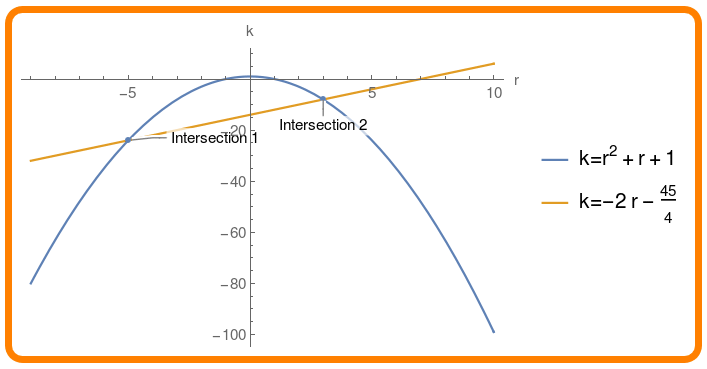 k
r
−5
5
10
−20
−40
−60
−80
−100
Intersection 1
Intersection 2
k=r² + r + 1
k=−2 r − 45/4